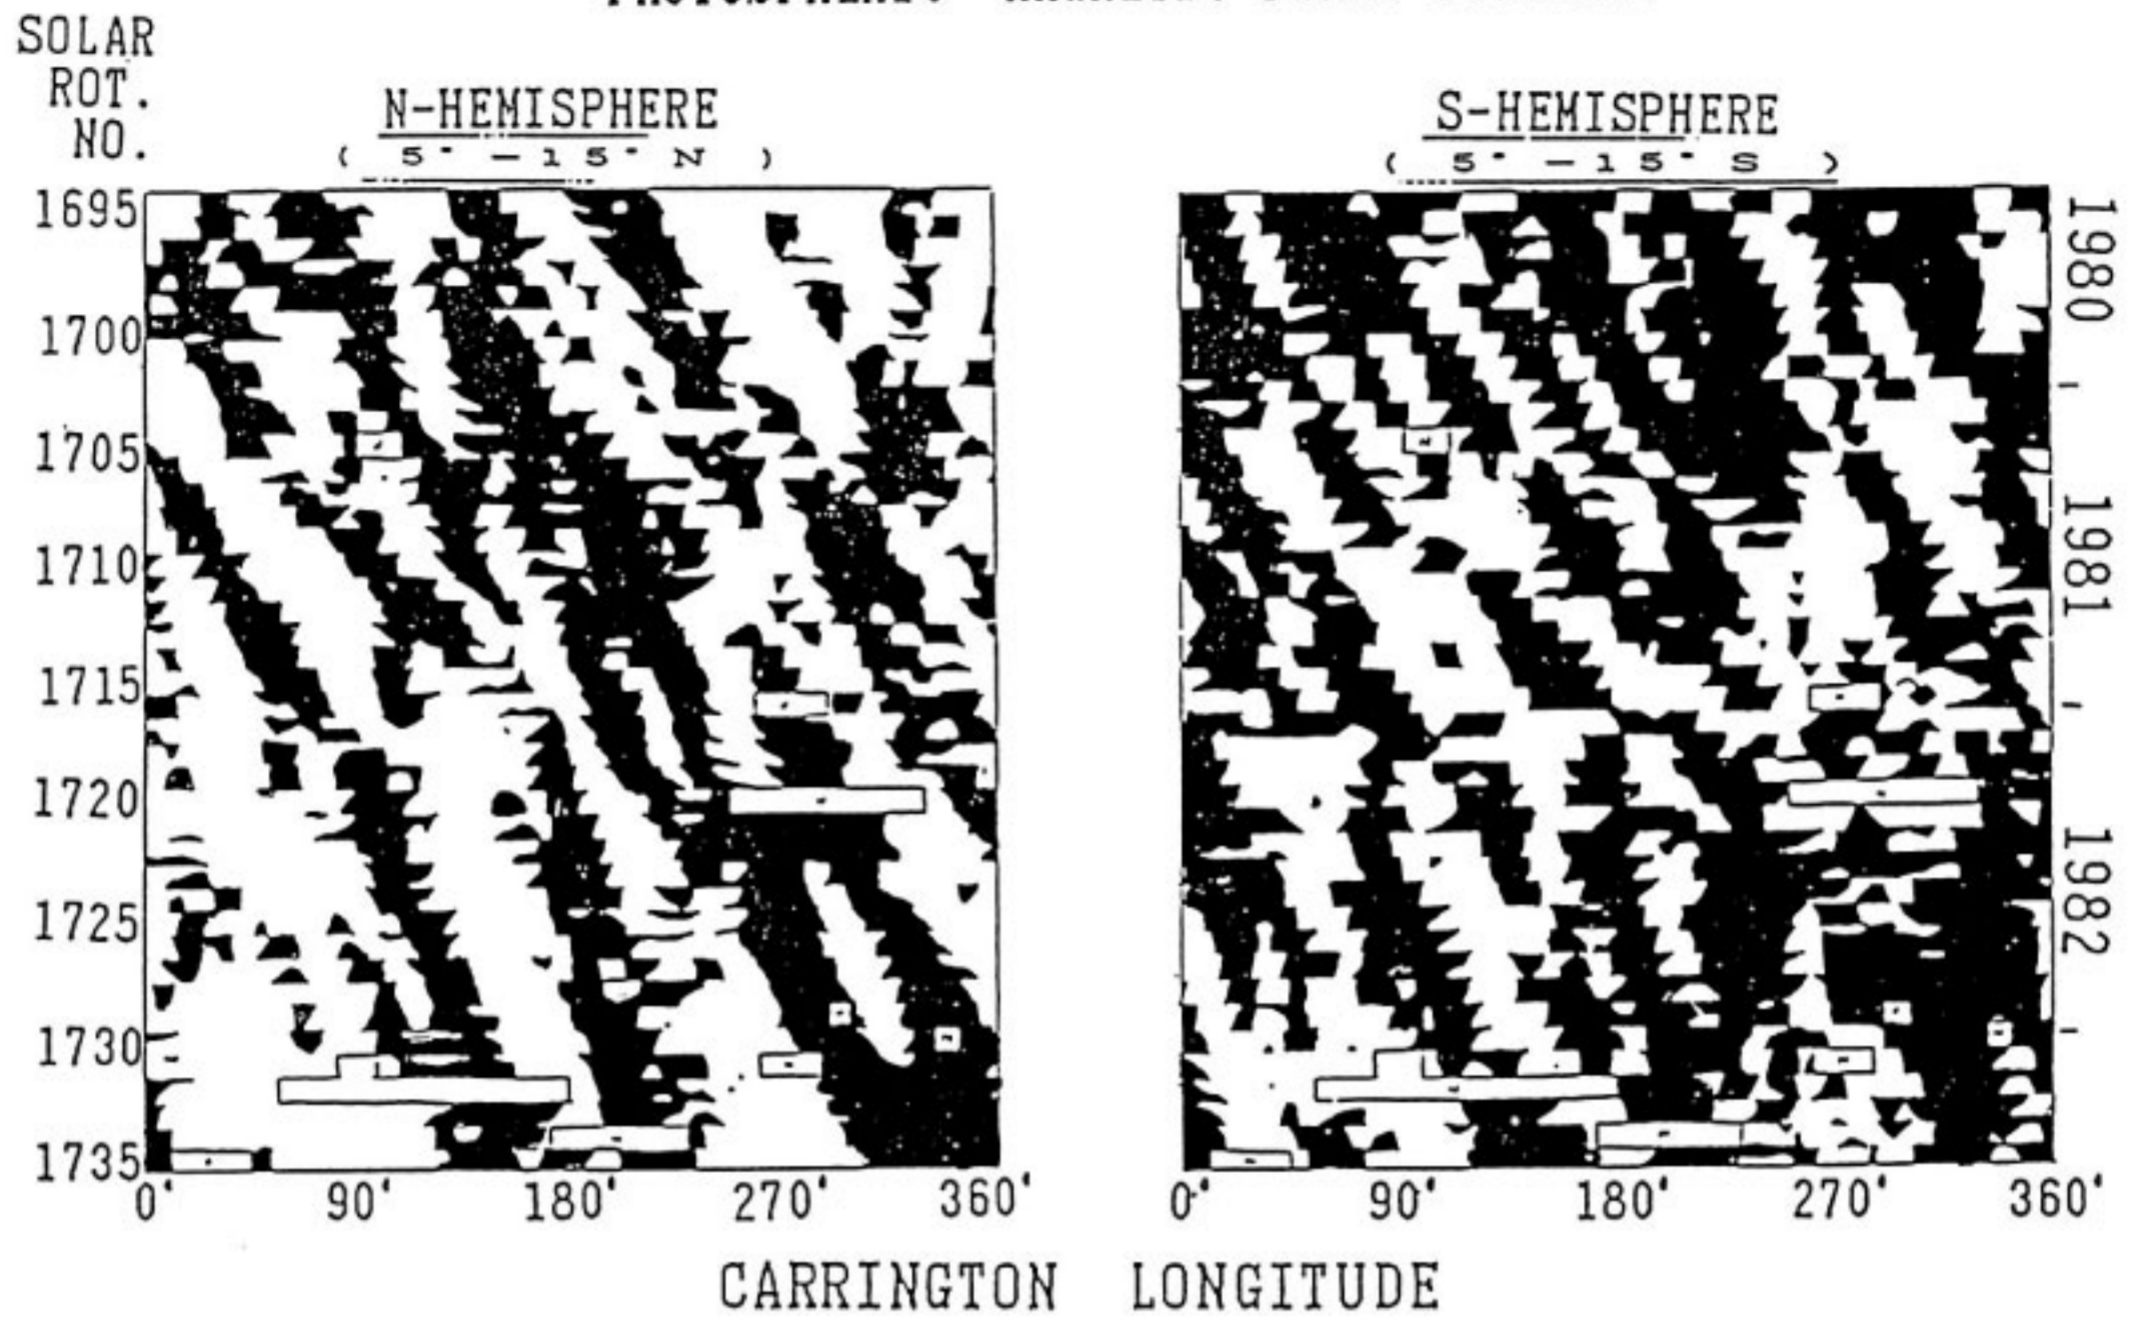 SOLAR
ROT.
NO.
N-HEMISPHERE
( 5° -15° N )
S-HEMISPHERE
( 5° -15° S )
1695
1700
1705
1710
1715
1720
1725
1730
1735
1980
1981
1982
0° 90° 180° 270° 360°
0° 90° 180° 270° 360°
CARRINGTON LONGITUDE